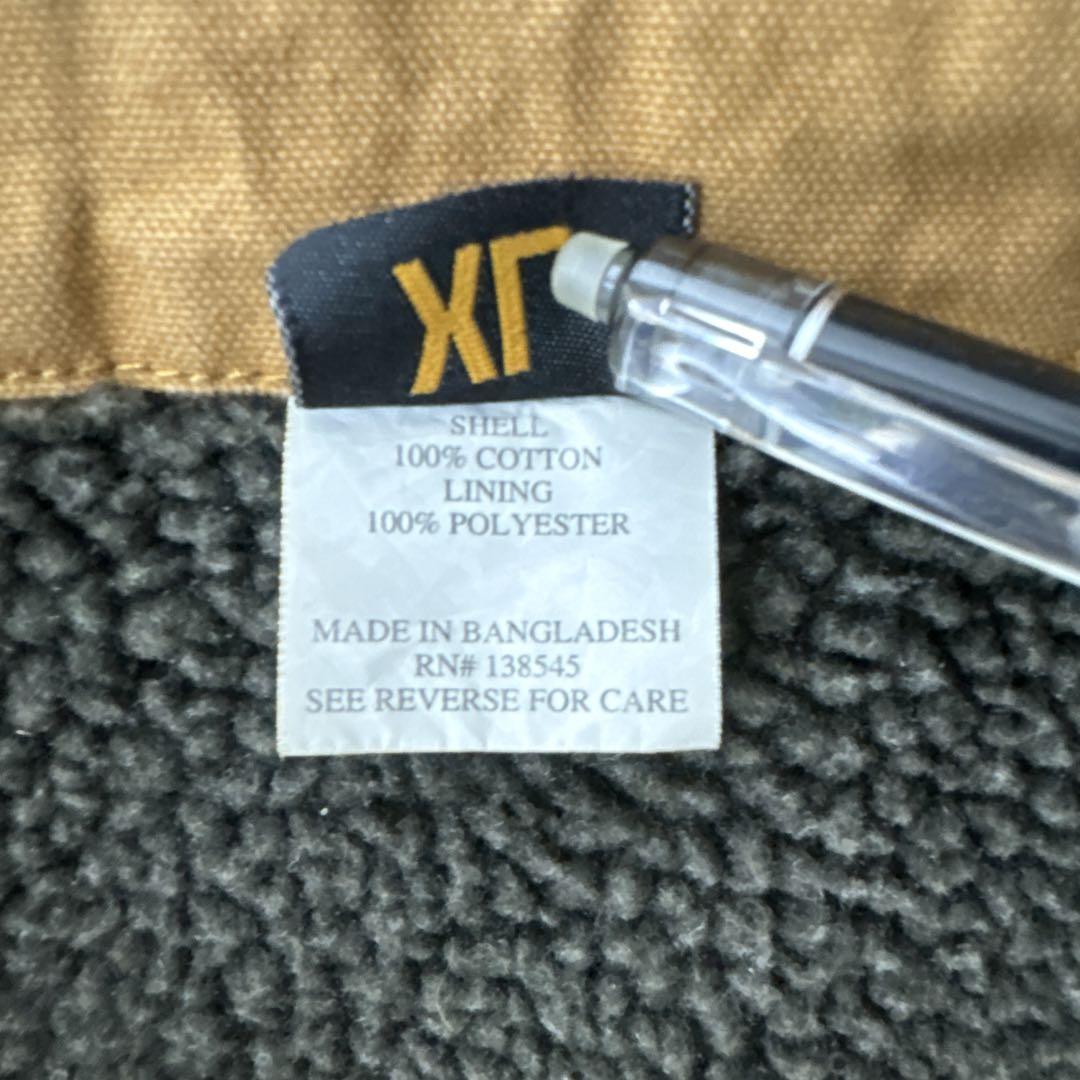 XL
SHELL
100% COTTON
LINING
100% POLYESTER
MADE IN BANGLADESH
RN# 138545
SEE REVERSE FOR CARE